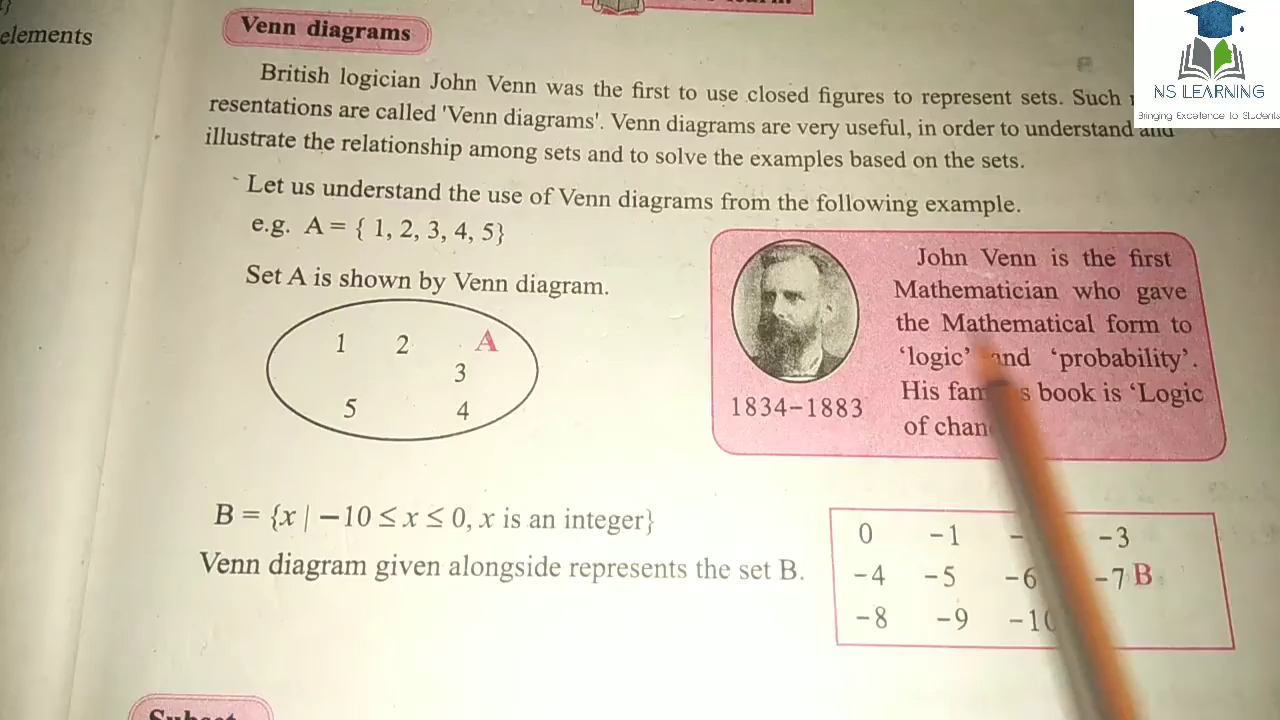 elements
Venn diagrams
British logician John Venn was the first to use closed figures to represent sets. Such
resentations are called 'Venn diagrams'. Venn diagrams are very useful, in order to understand and
illustrate the relationship among sets and to solve the examples based on the sets.
Let us understand the use of Venn diagrams from the following example.
e.g. A = { 1, 2, 3, 4, 5}
Set A is shown by Venn diagram.
1 2 A
3
5 4
John Venn is the first
Mathematician who gave
the Mathematical form to
‘logic’ and ‘probability’.
His famous book is ‘Logic
of chan
1834-1883
B = {x | -10 ≤ x ≤ 0, x is an integer}
Venn diagram given alongside represents the set B.
0 -1 - -3
-4 -5 -6 -7 B
-8 -9 -10
Subset
NS LEARNING
Bringing Excellence to Students